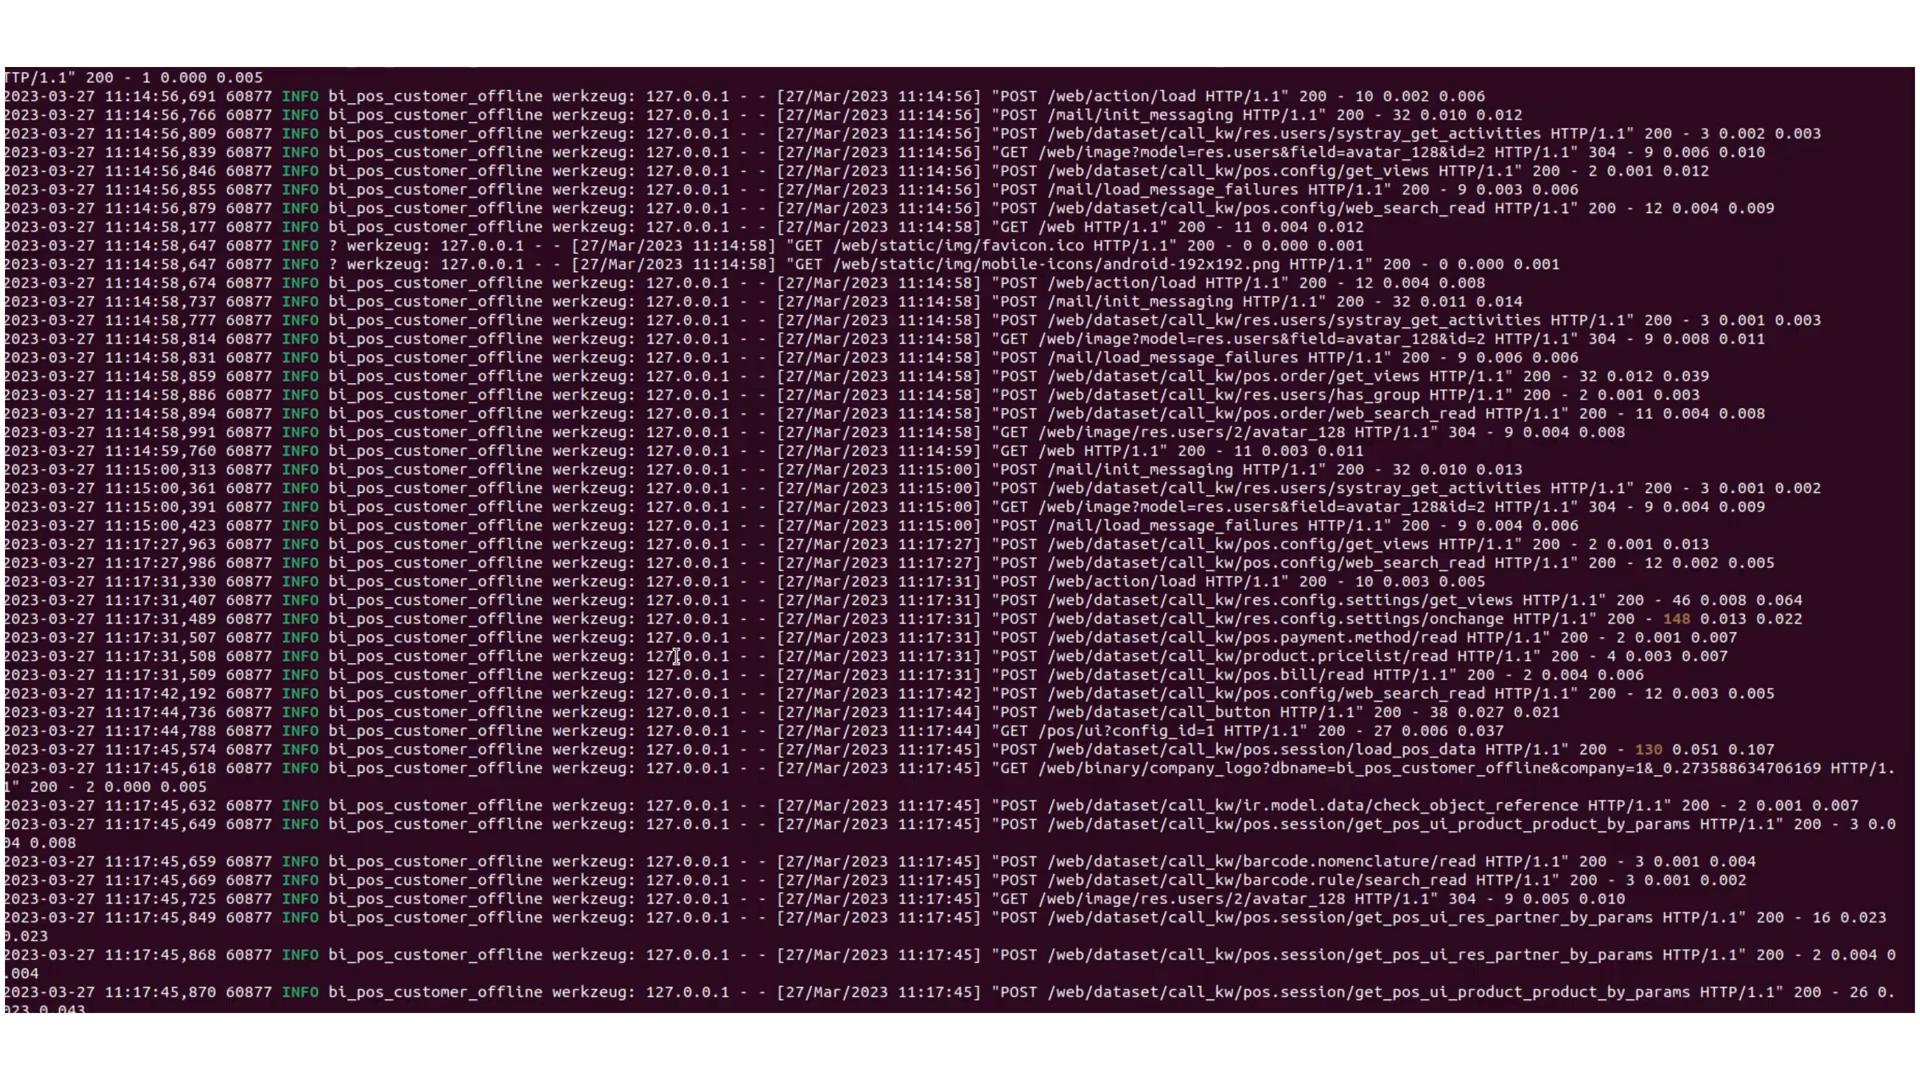 TTP/1.1" 200 - 1 0.000 0.005
2023-03-27 11:14:56,691 60877 INFO bi_pos_customer_offline werkzeug: 127.0.0.1 - - [27/Mar/2023 11:14:56] "POST /web/action/load HTTP/1.1" 200 - 10 0.002 0.006
2023-03-27 11:14:56,766 60877 INFO bi_pos_customer_offline werkzeug: 127.0.0.1 - - [27/Mar/2023 11:14:56] "POST /mail/init_messaging HTTP/1.1" 200 - 32 0.010 0.012
2023-03-27 11:14:56,809 60877 INFO bi_pos_customer_offline werkzeug: 127.0.0.1 - - [27/Mar/2023 11:14:56] "POST /web/dataset/call_kw/res.users/systray_get_activities HTTP/1.1" 200 - 3 0.002 0.003
2023-03-27 11:14:56,839 60877 INFO bi_pos_customer_offline werkzeug: 127.0.0.1 - - [27/Mar/2023 11:14:56] "GET /web/image?model=res.users&field=avatar_128&id=2 HTTP/1.1" 304 - 9 0.006 0.010
2023-03-27 11:14:56,846 60877 INFO bi_pos_customer_offline werkzeug: 127.0.0.1 - - [27/Mar/2023 11:14:56] "POST /web/dataset/call_kw/pos.config/get_views HTTP/1.1" 200 - 2 0.001 0.012
2023-03-27 11:14:56,855 60877 INFO bi_pos_customer_offline werkzeug: 127.0.0.1 - - [27/Mar/2023 11:14:56] "POST /mail/load_message_failures HTTP/1.1" 200 - 9 0.003 0.006
2023-03-27 11:14:56,879 60877 INFO bi_pos_customer_offline werkzeug: 127.0.0.1 - - [27/Mar/2023 11:14:56] "POST /web/dataset/call_kw/pos.config/web_search_read HTTP/1.1" 200 - 12 0.004 0.009
2023-03-27 11:14:58,177 60877 INFO bi_pos_customer_offline werkzeug: 127.0.0.1 - - [27/Mar/2023 11:14:58] "GET /web HTTP/1.1" 200 - 11 0.004 0.012
2023-03-27 11:14:58,647 60877 INFO ? werkzeug: 127.0.0.1 - - [27/Mar/2023 11:14:58] "GET /web/static/img/favicon.ico HTTP/1.1" 200 - 0 0.000 0.001
2023-03-27 11:14:58,647 60877 INFO ? werkzeug: 127.0.0.1 - - [27/Mar/2023 11:14:58] "GET /web/static/img/mobile-icons/android-192x192.png HTTP/1.1" 200 - 0 0.000 0.001
2023-03-27 11:14:58,674 60877 INFO bi_pos_customer_offline werkzeug: 127.0.0.1 - - [27/Mar/2023 11:14:58] "POST /web/action/load HTTP/1.1" 200 - 12 0.004 0.008
2023-03-27 11:14:58,737 60877 INFO bi_pos_customer_offline werkzeug: 127.0.0.1 - - [27/Mar/2023 11:14:58] "POST /mail/init_messaging HTTP/1.1" 200 - 32 0.011 0.014
2023-03-27 11:14:58,777 60877 INFO bi_pos_customer_offline werkzeug: 127.0.0.1 - - [27/Mar/2023 11:14:58] "POST /web/dataset/call_kw/res.users/systray_get_activities HTTP/1.1" 200 - 3 0.001 0.003
2023-03-27 11:14:58,814 60877 INFO bi_pos_customer_offline werkzeug: 127.0.0.1 - - [27/Mar/2023 11:14:58] "GET /web/image?model=res.users&field=avatar_128&id=2 HTTP/1.1" 304 - 9 0.008 0.011
2023-03-27 11:14:58,831 60877 INFO bi_pos_customer_offline werkzeug: 127.0.0.1 - - [27/Mar/2023 11:14:58] "POST /mail/load_message_failures HTTP/1.1" 200 - 9 0.006 0.006
2023-03-27 11:14:58,859 60877 INFO bi_pos_customer_offline werkzeug: 127.0.0.1 - - [27/Mar/2023 11:14:58] "POST /web/dataset/call_kw/pos.order/get_views HTTP/1.1" 200 - 32 0.012 0.039
2023-03-27 11:14:58,886 60877 INFO bi_pos_customer_offline werkzeug: 127.0.0.1 - - [27/Mar/2023 11:14:58] "POST /web/dataset/call_kw/res.users/has_group HTTP/1.1" 200 - 2 0.001 0.003
2023-03-27 11:14:58,894 60877 INFO bi_pos_customer_offline werkzeug: 127.0.0.1 - - [27/Mar/2023 11:14:58] "POST /web/dataset/call_kw/pos.order/web_search_read HTTP/1.1" 200 - 11 0.004 0.008
2023-03-27 11:14:58,991 60877 INFO bi_pos_customer_offline werkzeug: 127.0.0.1 - - [27/Mar/2023 11:14:58] "GET /web/image/res.users/2/avatar_128 HTTP/1.1" 304 - 9 0.004 0.008
2023-03-27 11:14:59,760 60877 INFO bi_pos_customer_offline werkzeug: 127.0.0.1 - - [27/Mar/2023 11:14:59] "GET /web HTTP/1.1" 200 - 11 0.003 0.011
2023-03-27 11:15:00,313 60877 INFO bi_pos_customer_offline werkzeug: 127.0.0.1 - - [27/Mar/2023 11:15:00] "POST /mail/init_messaging HTTP/1.1" 200 - 32 0.010 0.013
2023-03-27 11:15:00,361 60877 INFO bi_pos_customer_offline werkzeug: 127.0.0.1 - - [27/Mar/2023 11:15:00] "POST /web/dataset/call_kw/res.users/systray_get_activities HTTP/1.1" 200 - 3 0.001 0.002
2023-03-27 11:15:00,391 60877 INFO bi_pos_customer_offline werkzeug: 127.0.0.1 - - [27/Mar/2023 11:15:00] "GET /web/image?model=res.users&field=avatar_128&id=2 HTTP/1.1" 304 - 9 0.004 0.009
2023-03-27 11:15:00,423 60877 INFO bi_pos_customer_offline werkzeug: 127.0.0.1 - - [27/Mar/2023 11:15:00] "POST /mail/load_message_failures HTTP/1.1" 200 - 9 0.004 0.006
2023-03-27 11:17:27,963 60877 INFO bi_pos_customer_offline werkzeug: 127.0.0.1 - - [27/Mar/2023 11:17:27] "POST /web/dataset/call_kw/pos.config/get_views HTTP/1.1" 200 - 2 0.001 0.013
2023-03-27 11:17:27,986 60877 INFO bi_pos_customer_offline werkzeug: 127.0.0.1 - - [27/Mar/2023 11:17:27] "POST /web/dataset/call_kw/pos.config/web_search_read HTTP/1.1" 200 - 12 0.002 0.005
2023-03-27 11:17:31,330 60877 INFO bi_pos_customer_offline werkzeug: 127.0.0.1 - - [27/Mar/2023 11:17:31] "POST /web/action/load HTTP/1.1" 200 - 10 0.003 0.005
2023-03-27 11:17:31,407 60877 INFO bi_pos_customer_offline werkzeug: 127.0.0.1 - - [27/Mar/2023 11:17:31] "POST /web/dataset/call_kw/res.config.settings/get_views HTTP/1.1" 200 - 46 0.008 0.064
2023-03-27 11:17:31,489 60877 INFO bi_pos_customer_offline werkzeug: 127.0.0.1 - - [27/Mar/2023 11:17:31] "POST /web/dataset/call_kw/res.config.settings/onchange HTTP/1.1" 200 - 148 0.013 0.022
2023-03-27 11:17:31,507 60877 INFO bi_pos_customer_offline werkzeug: 127.0.0.1 - - [27/Mar/2023 11:17:31] "POST /web/dataset/call_kw/pos.payment.method/read HTTP/1.1" 200 - 2 0.001 0.007
2023-03-27 11:17:31,508 60877 INFO bi_pos_customer_offline werkzeug: 127.0.0.1 - - [27/Mar/2023 11:17:31] "POST /web/dataset/call_kw/product.pricelist/read HTTP/1.1" 200 - 4 0.003 0.007
2023-03-27 11:17:31,509 60877 INFO bi_pos_customer_offline werkzeug: 127.0.0.1 - - [27/Mar/2023 11:17:31] "POST /web/dataset/call_kw/pos.bill/read HTTP/1.1" 200 - 2 0.004 0.006
2023-03-27 11:17:42,192 60877 INFO bi_pos_customer_offline werkzeug: 127.0.0.1 - - [27/Mar/2023 11:17:42] "POST /web/dataset/call_kw/pos.config/web_search_read HTTP/1.1" 200 - 12 0.003 0.005
2023-03-27 11:17:44,736 60877 INFO bi_pos_customer_offline werkzeug: 127.0.0.1 - - [27/Mar/2023 11:17:44] "POST /web/dataset/call_button HTTP/1.1" 200 - 38 0.027 0.021
2023-03-27 11:17:44,788 60877 INFO bi_pos_customer_offline werkzeug: 127.0.0.1 - - [27/Mar/2023 11:17:44] "GET /pos/ui?config_id=1 HTTP/1.1" 200 - 27 0.006 0.037
2023-03-27 11:17:45,574 60877 INFO bi_pos_customer_offline werkzeug: 127.0.0.1 - - [27/Mar/2023 11:17:45] "POST /web/dataset/call_kw/pos.session/load_pos_data HTTP/1.1" 200 - 130 0.051 0.107
2023-03-27 11:17:45,618 60877 INFO bi_pos_customer_offline werkzeug: 127.0.0.1 - - [27/Mar/2023 11:17:45] "GET /web/binary/company_logo?dbname=bi_pos_customer_offline&company=1&_0.273588634706169 HTTP/1.
1" 200 - 2 0.000 0.005
2023-03-27 11:17:45,632 60877 INFO bi_pos_customer_offline werkzeug: 127.0.0.1 - - [27/Mar/2023 11:17:45] "POST /web/dataset/call_kw/ir.model.data/check_object_reference HTTP/1.1" 200 - 2 0.001 0.007
2023-03-27 11:17:45,649 60877 INFO bi_pos_customer_offline werkzeug: 127.0.0.1 - - [27/Mar/2023 11:17:45] "POST /web/dataset/call_kw/pos.session/get_pos_ui_product_product_by_params HTTP/1.1" 200 - 3 0.0
04 0.008
2023-03-27 11:17:45,659 60877 INFO bi_pos_customer_offline werkzeug: 127.0.0.1 - - [27/Mar/2023 11:17:45] "POST /web/dataset/call_kw/barcode.nomenclature/read HTTP/1.1" 200 - 3 0.001 0.004
2023-03-27 11:17:45,669 60877 INFO bi_pos_customer_offline werkzeug: 127.0.0.1 - - [27/Mar/2023 11:17:45] "POST /web/dataset/call_kw/barcode.rule/search_read HTTP/1.1" 200 - 3 0.001 0.002
2023-03-27 11:17:45,725 60877 INFO bi_pos_customer_offline werkzeug: 127.0.0.1 - - [27/Mar/2023 11:17:45] "GET /web/image/res.users/2/avatar_128 HTTP/1.1" 304 - 9 0.005 0.010
2023-03-27 11:17:45,849 60877 INFO bi_pos_customer_offline werkzeug: 127.0.0.1 - - [27/Mar/2023 11:17:45] "POST /web/dataset/call_kw/pos.session/get_pos_ui_res_partner_by_params HTTP/1.1" 200 - 16 0.023
0.023
2023-03-27 11:17:45,868 60877 INFO bi_pos_customer_offline werkzeug: 127.0.0.1 - - [27/Mar/2023 11:17:45] "POST /web/dataset/call_kw/pos.session/get_pos_ui_res_partner_by_params HTTP/1.1" 200 - 2 0.004 0
.004
2023-03-27 11:17:45,870 60877 INFO bi_pos_customer_offline werkzeug: 127.0.0.1 - - [27/Mar/2023 11:17:45] "POST /web/dataset/call_kw/pos.session/get_pos_ui_product_product_by_params HTTP/1.1" 200 - 26 0.
023 0.043